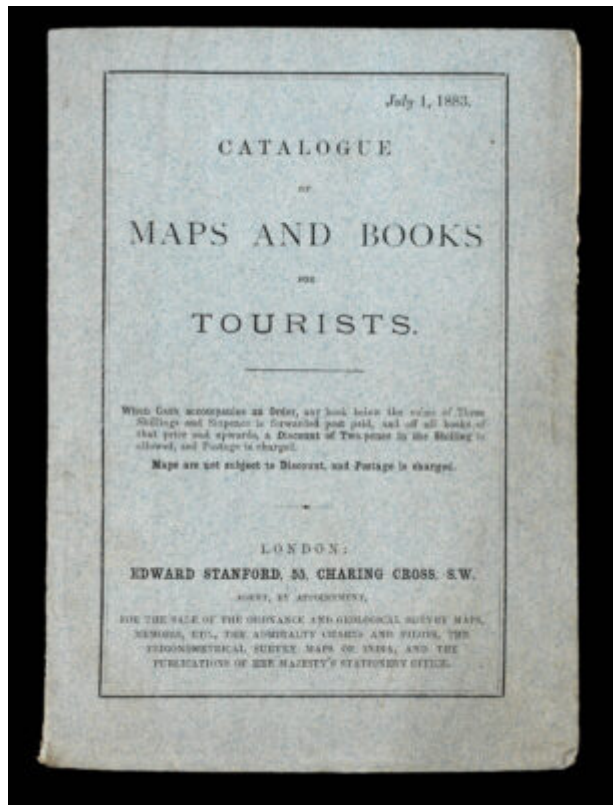 July 1, 1883.
CATALOGUE
OF
MAPS AND BOOKS
FOR
TOURISTS.
When Cash accompanies an Order, any book below the value of Three
Shillings and Sixpence is forwarded post paid, and off all books of
that price and upwards, a Discount of Twopence in the Shilling is
allowed, and Postage is charged.
Maps are not subject to Discount, and Postage is charged.
LONDON:
EDWARD STANFORD, 55, CHARING CROSS, S.W.
AGENT, BY APPOINTMENT,
FOR THE SALE OF THE ORDNANCE AND GEOLOGICAL SURVEY MAPS,
MEMOIRS, ETC., THE ADMIRALTY CHARTS AND PILOTS, THE
TRIGONOMETRICAL SURVEY MAPS OF INDIA, AND THE
PUBLICATIONS OF HER MAJESTY'S STATIONERY OFFICE.